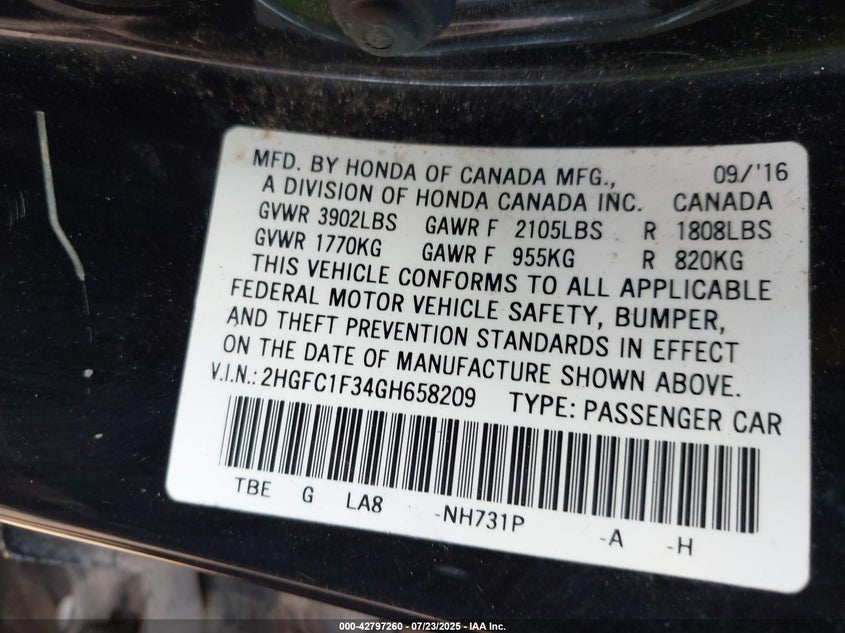 MFD. BY HONDA OF CANADA MFG., 09/'16
A DIVISION OF HONDA CANADA INC. CANADA
GVWR 3902LBS GAWR F 2105LBS R 1808LBS
GVWR 1770KG GAWR F 955KG R 820KG
THIS VEHICLE CONFORMS TO ALL APPLICABLE
FEDERAL MOTOR VEHICLE SAFETY, BUMPER,
AND THEFT PREVENTION STANDARDS IN EFFECT
ON THE DATE OF MANUFACTURE SHOWN ABOVE.
V.I.N.: 2HGFC1F34GH658209 TYPE: PASSENGER CAR
TBE G LA8 -NH731P -A -H
000-42797260 - 07/23/2025 - IAA Inc.